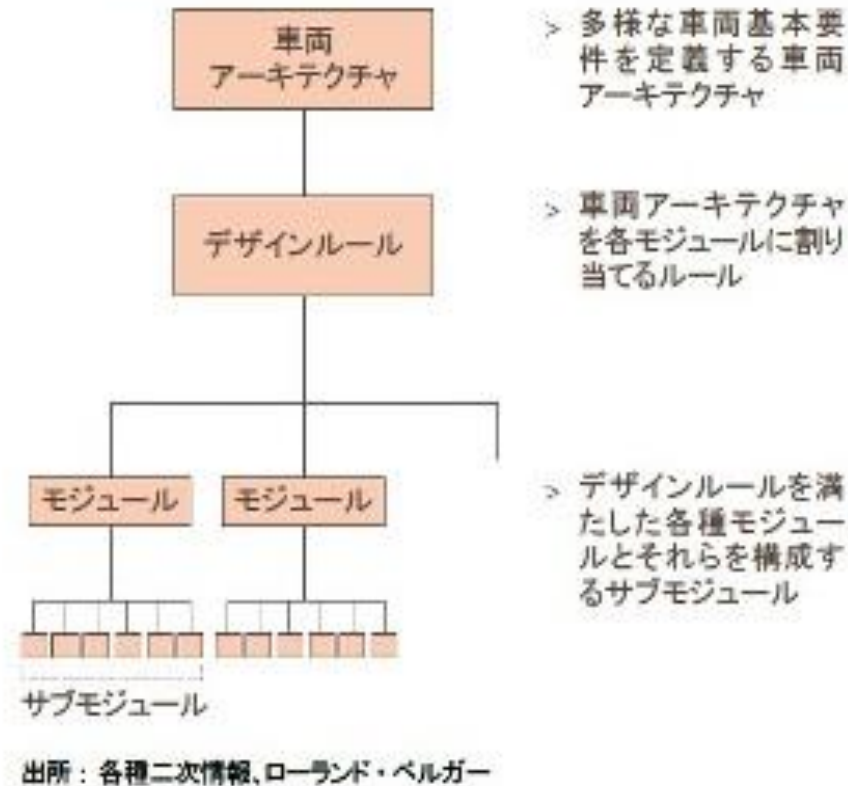 車両
アーキテクチャ
> 多様な車両基本要
件を定義する車両
アーキテクチャ
デザインルール
> 車両アーキテクチャ
を各モジュールに割り
当てるルール
モジュール
モジュール
> デザインルールを満
たした各種モジュー
ルとそれらを構成す
るサブモジュール
サブモジュール
出所：各種二次情報、ローランド・ベルガー